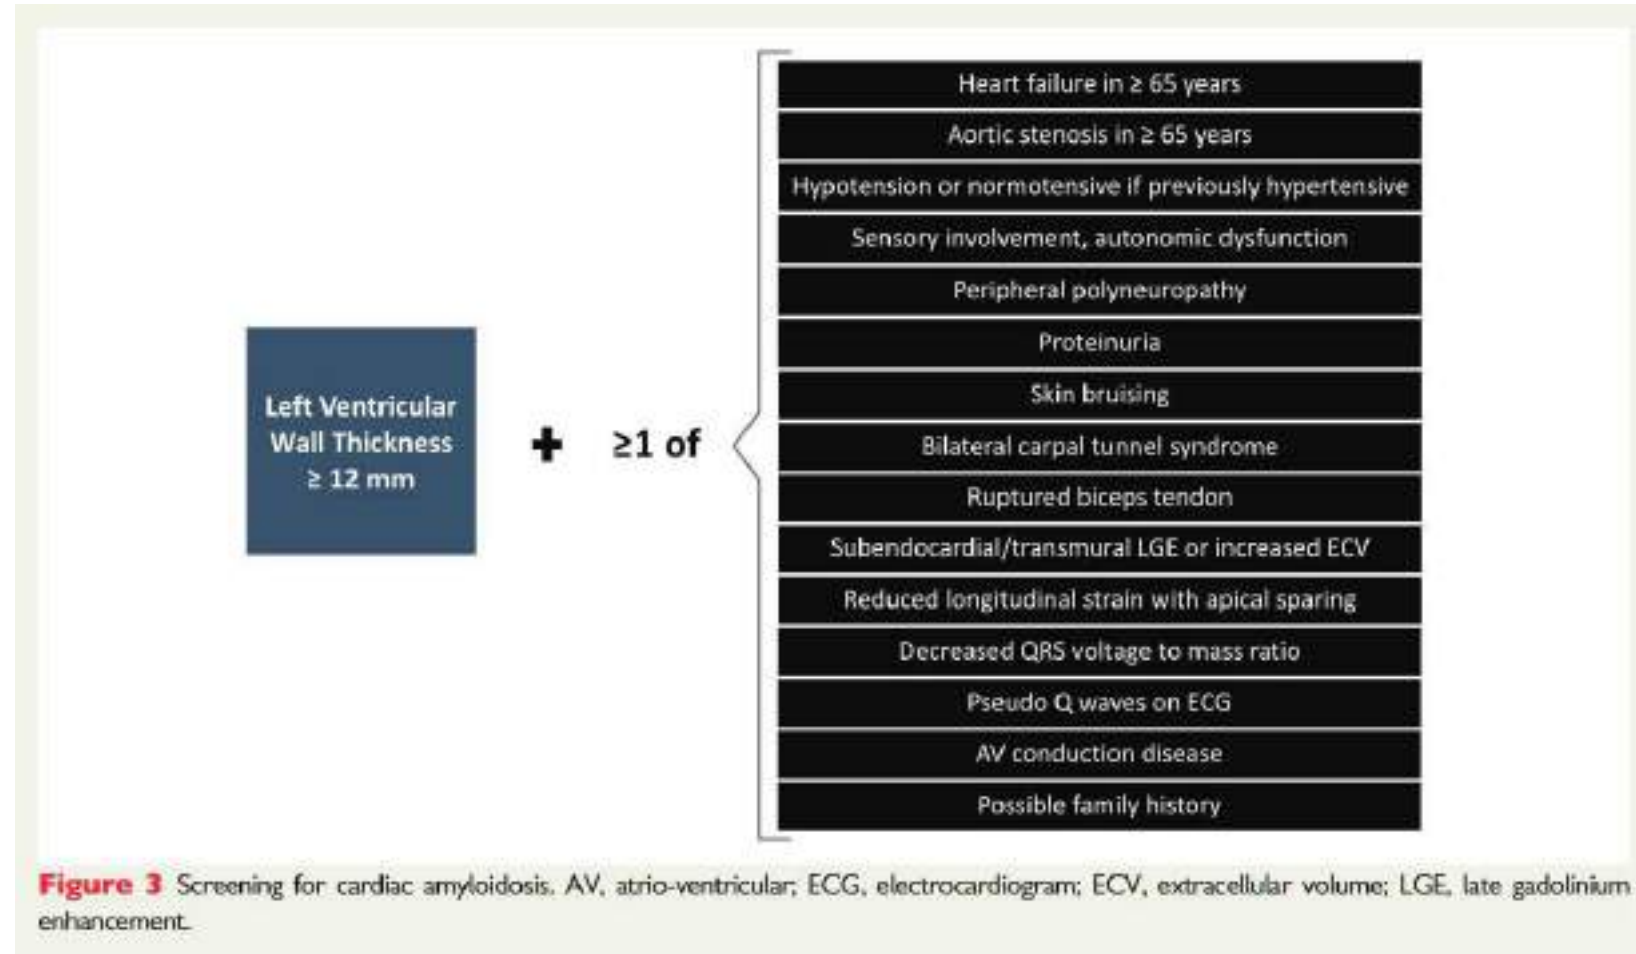 Heart failure in ≥ 65 years
Aortic stenosis in ≥ 65 years
Hypotension or normotensive if previously hypertensive
Sensory involvement, autonomic dysfunction
Peripheral polyneuropathy
Proteinuria
Skin bruising
Left Ventricular
Wall Thickness
≥ 12 mm
+ ≥1 of
Bilateral carpal tunnel syndrome
Ruptured biceps tendon
Subendocardial/transmural LGE or increased ECV
Reduced longitudinal strain with apical sparing
Decreased QRS voltage to mass ratio
Pseudo Q waves on ECG
AV conduction disease
Possible family history
Figure 3 Screening for cardiac amyloidosis. AV, atrio-ventricular; ECG, electrocardiogram; ECV, extracellular volume; LGE, late gadolinium
enhancement.